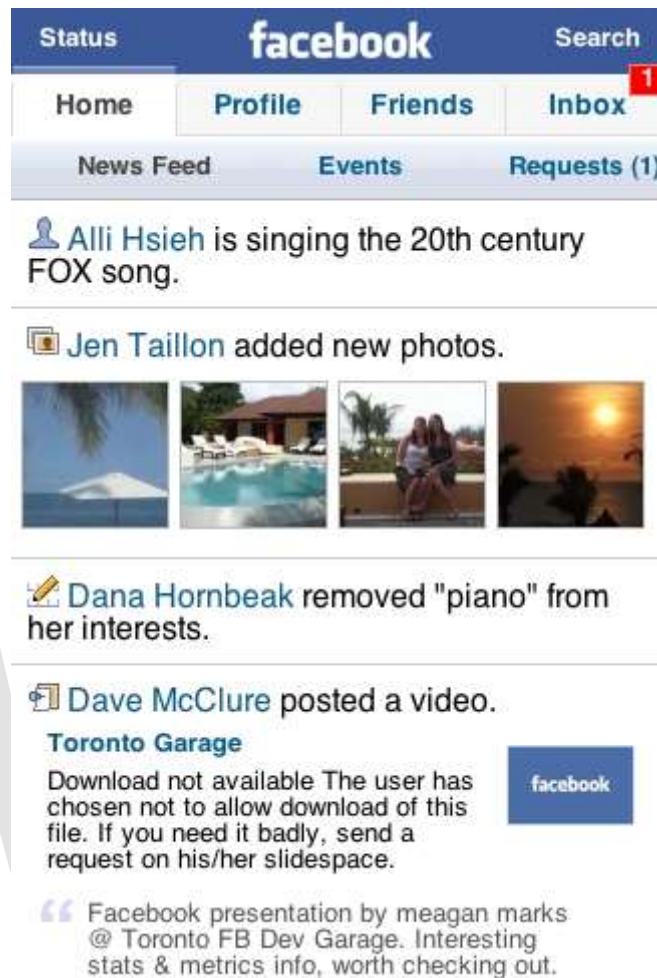 Status facebook Search
1
Home Profile Friends Inbox
News Feed Events Requests (1)
Alli Hsieh is singing the 20th century
FOX song.
Jen Taillon added new photos.
Dana Hornbeak removed "piano" from
her interests.
Dave McClure posted a video.
Toronto Garage
Download not available The user has
chosen not to allow download of this
file. If you need it badly, send a
request on his/her slidespace.
facebook
“ Facebook presentation by meagan marks
@ Toronto FB Dev Garage. Interesting
stats & metrics info, worth checking out.